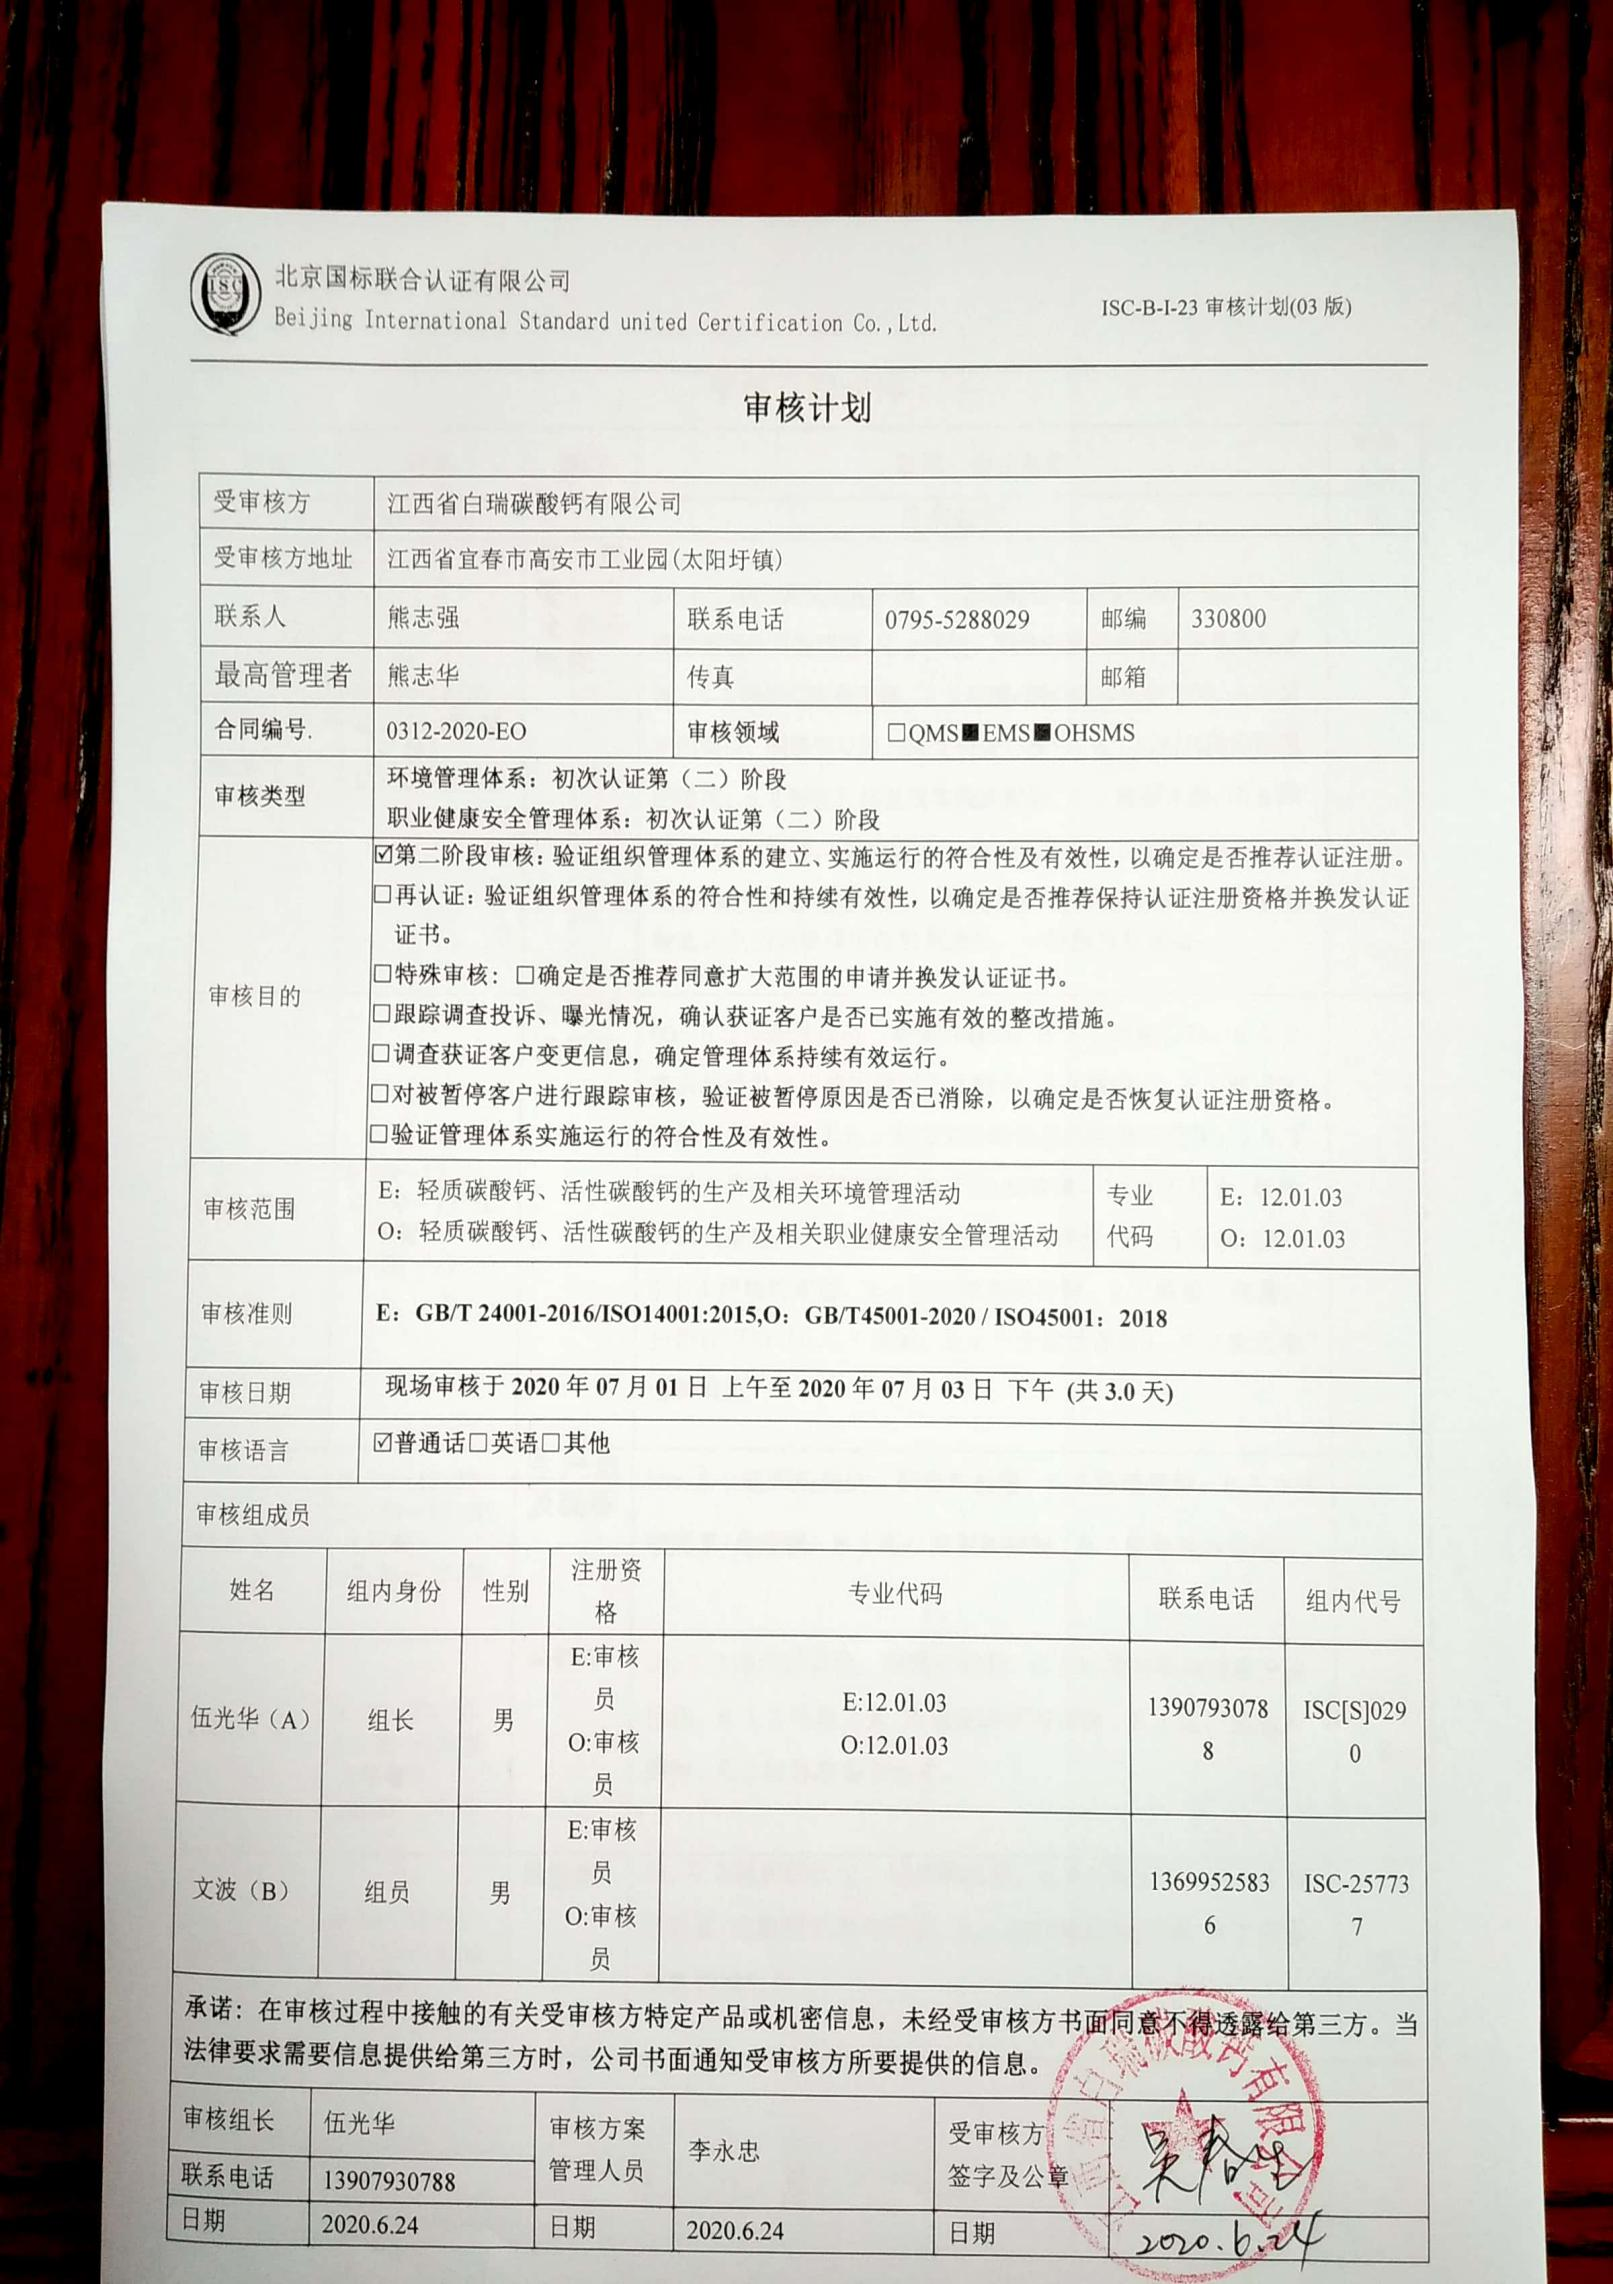 ISC
北京国标联合认证有限公司
Beijing International Standard united Certification Co.,Ltd.
ISC-B-I-23 审核计划(03 版)
审核计划
受审核方 江西省白瑞碳酸钙有限公司
受审核方地址 江西省宜春市高安市工业园(太阳圩镇)
联系人 熊志强 联系电话 0795-5288029 邮编 330800
最高管理者 熊志华 传真 邮箱
合同编号. 0312-2020-EO 审核领域 □QMS■EMS■OHSMS
审核类型
环境管理体系：初次认证第（二）阶段
职业健康安全管理体系：初次认证第（二）阶段
审核目的
☑第二阶段审核：验证组织管理体系的建立、实施运行的符合性及有效性，以确定是否推荐认证注册。
□再认证：验证组织管理体系的符合性和持续有效性，以确定是否推荐保持认证注册资格并换发认证
证书。
□特殊审核：□确定是否推荐同意扩大范围的申请并换发认证证书。
□跟踪调查投诉、曝光情况，确认获证客户是否已实施有效的整改措施。
□调查获证客户变更信息，确定管理体系持续有效运行。
□对被暂停客户进行跟踪审核，验证被暂停原因是否已消除，以确定是否恢复认证注册资格。
□验证管理体系实施运行的符合性及有效性。
审核范围
E：轻质碳酸钙、活性碳酸钙的生产及相关环境管理活动
O：轻质碳酸钙、活性碳酸钙的生产及相关职业健康安全管理活动
专业
代码
E：12.01.03
O：12.01.03
审核准则 E：GB/T 24001-2016/ISO14001:2015,O：GB/T45001-2020 / ISO45001：2018
审核日期 现场审核于 2020 年 07 月 01 日 上午至 2020 年 07 月 03 日 下午 (共 3.0 天)
审核语言 ☑普通话□英语□其他
审核组成员
姓名 组内身份 性别 注册资
格
专业代码 联系电话 组内代号
伍光华（A） 组长 男
E:审核
员
O:审核
员
E:12.01.03
O:12.01.03
1390793078
8
ISC[S]029
0
文波（B） 组员 男
E:审核
员
O:审核
员
1369952583
6
ISC-25773
7
承诺：在审核过程中接触的有关受审核方特定产品或机密信息，未经受审核方书面同意不得透露给第三方。当
法律要求需要信息提供给第三方时，公司书面通知受审核方所要提供的信息。
审核组长 伍光华
联系电话 13907930788
审核方案
管理人员
李永忠
受审核方
签字及公章
吴春生
江西省白瑞碳酸钙有限公司
日期 2020.6.24 日期 2020.6.24 日期 2020.6.24